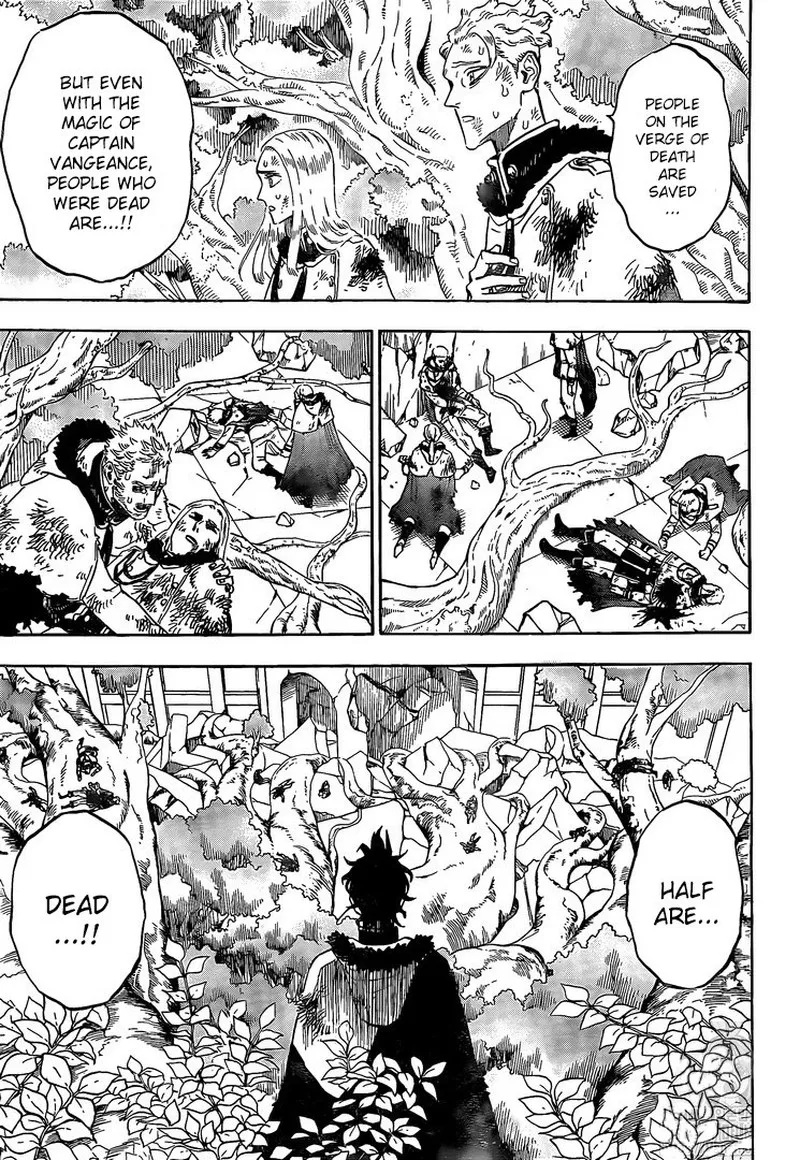 PEOPLE
ON THE
VERGE OF
DEATH
ARE
SAVED
...
BUT EVEN
WITH THE
MAGIC OF
CAPTAIN
VANGEANCE,
PEOPLE WHO
WERE DEAD
ARE...!!
HALF
ARE...
DEAD
...!!